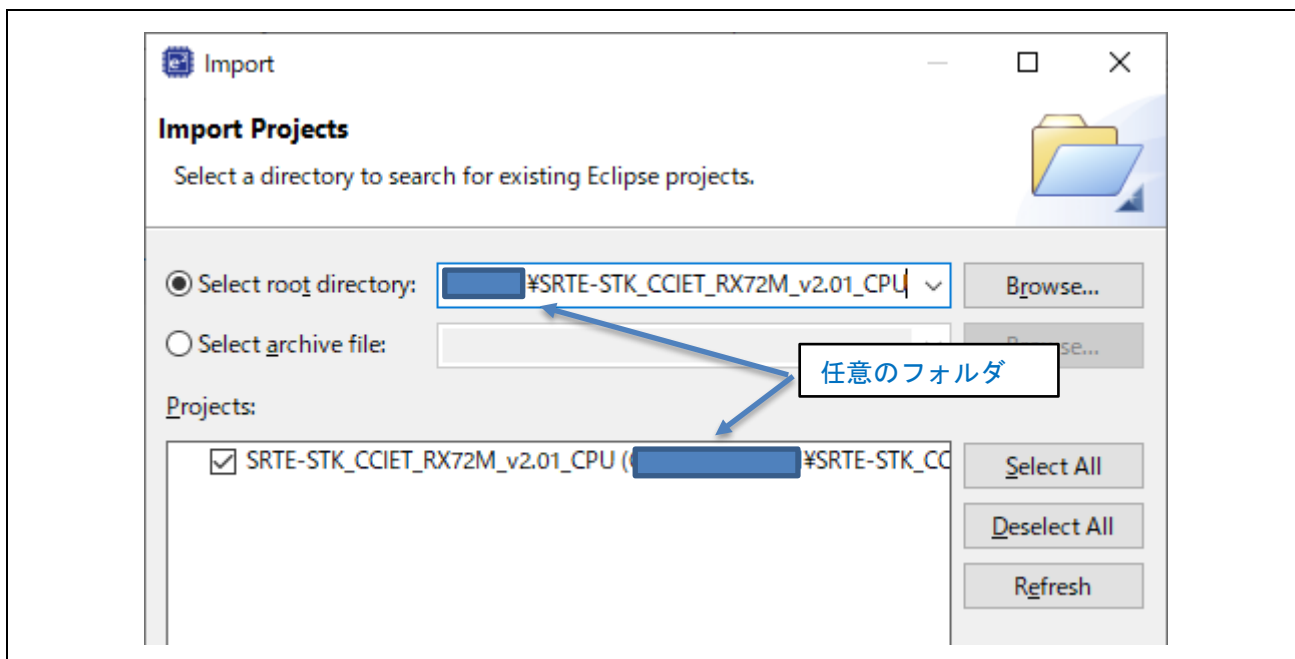 Import
Import Projects
Select a directory to search for existing Eclipse projects.
Select root directory: ¥SRTE-STK_CCIET_RX72M_v2.01_CPU Browse...
Select archive file:
任意のフォルダ
Projects:
SRTE-STK_CCIET_RX72M_v2.01_CPU ( ¥SRTE-STK_CC
Select All
Deselect All
Refresh